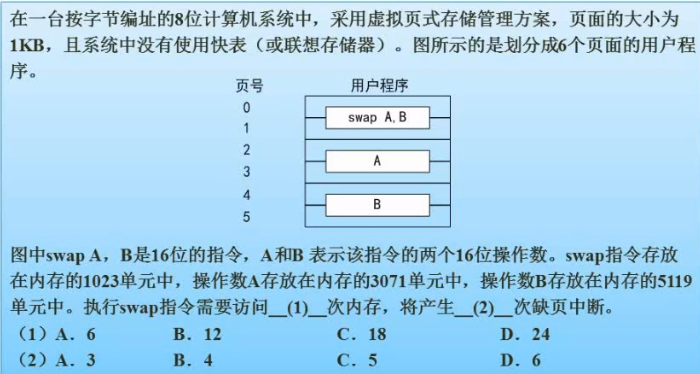 在一台按字节编址的8位计算机系统中，采用虚拟页式存储管理方案，页面的大小为
1KB，且系统中没有使用快表（或联想存储器）。图所示的是划分成6个页面的用户程
序。
页号 用户程序
0
swap A,B
1
2
A
3
4
B
5
图中swap A，B是16位的指令，A和B 表示该指令的两个16位操作数。swap指令存放
在内存的1023单元中，操作数A存放在内存的3071单元中，操作数B存放在内存的5119
单元中。执行swap指令需要访问__(1)__次内存，将产生__(2)__次缺页中断。
（1）A．6 B．12 C．18 D．24
（2）A．3 B．4 C．5 D．6